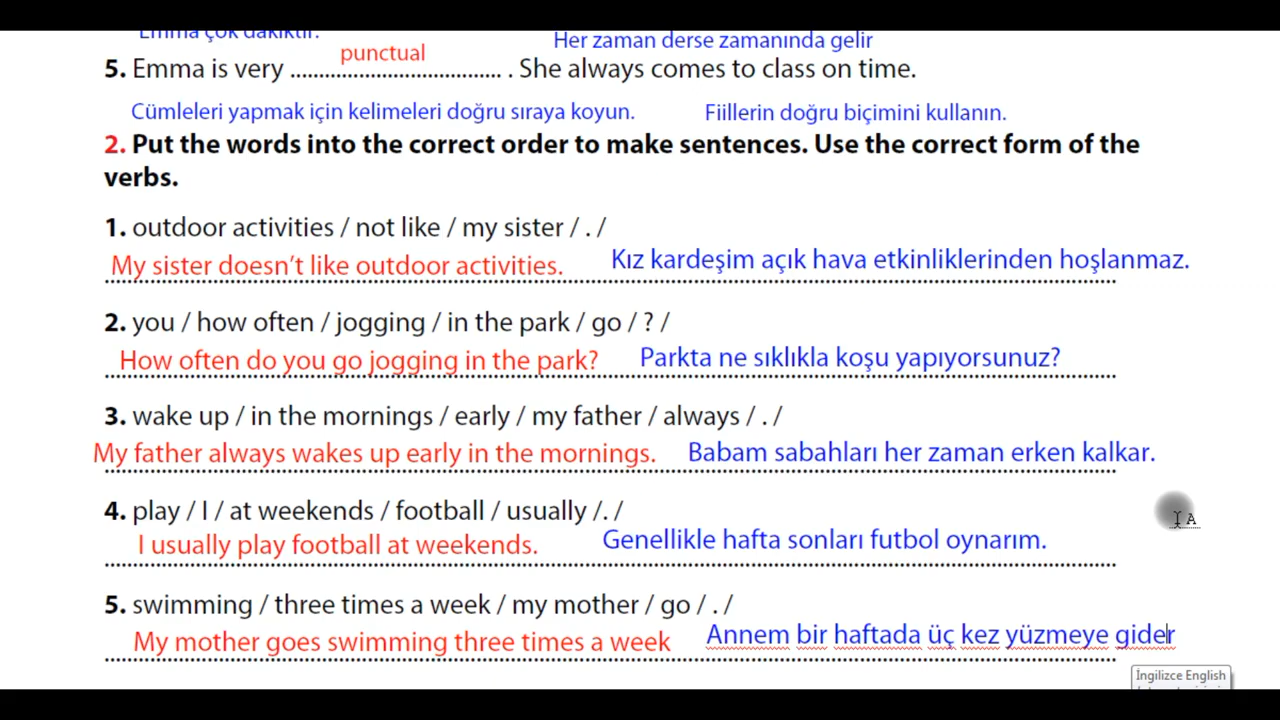 Emma çok dakiktir.
Her zaman derse zamanında gelir
punctual
5. Emma is very .................................... . She always comes to class on time.
Cümleleri yapmak için kelimeleri doğru sıraya koyun. Fiillerin doğru biçimini kullanın.
2. Put the words into the correct order to make sentences. Use the correct form of the
verbs.
1. outdoor activities / not like / my sister / . /
My sister doesn't like outdoor activities. Kız kardeşim açık hava etkinliklerinden hoşlanmaz.
2. you / how often / jogging / in the park / go / ? /
How often do you go jogging in the park? Parkta ne sıklıkla koşu yapıyorsunuz?
3. wake up / in the mornings / early / my father / always / . /
My father always wakes up early in the mornings. Babam sabahları her zaman erken kalkar.
4. play / I / at weekends / football / usually /. /
I usually play football at weekends. Genellikle hafta sonları futbol oynarım.
5. swimming / three times a week / my mother / go / . /
My mother goes swimming three times a week Annem bir haftada üç kez yüzmeye gider
A
İngilizce English